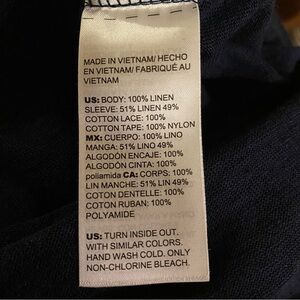 MADE IN VIETNAM/ HECHO
EN VIETNAM/ FABRIQUÉ AU
VIETNAM
US: BODY: 100% LINEN
SLEEVE: 51% LINEN 49%
COTTON LACE: 100%
COTTON TAPE: 100% NYLON
MX: CUERPO: 100% LINO
MANGA: 51% LINO 49%
ALGODÓN ENCAJE: 100%
ALGODÓN CINTA: 100%
poliamida CA: CORPS: 100%
LIN MANCHE: 51% LIN 49%
COTON DENTELLE: 100%
COTON RUBAN: 100%
POLYAMIDE
US: TURN INSIDE OUT.
WITH SIMILAR COLORS.
HAND WASH COLD. ONLY
NON-CHLORINE BLEACH.